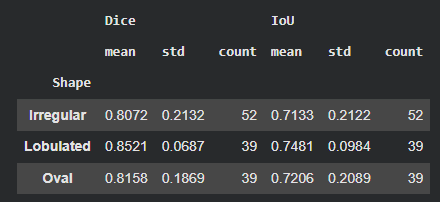 Dice IoU
mean std count mean std count
Shape
Irregular 0.8072 0.2132 52 0.7133 0.2122 52
Lobulated 0.8521 0.0687 39 0.7481 0.0984 39
Oval 0.8158 0.1869 39 0.7206 0.2089 39